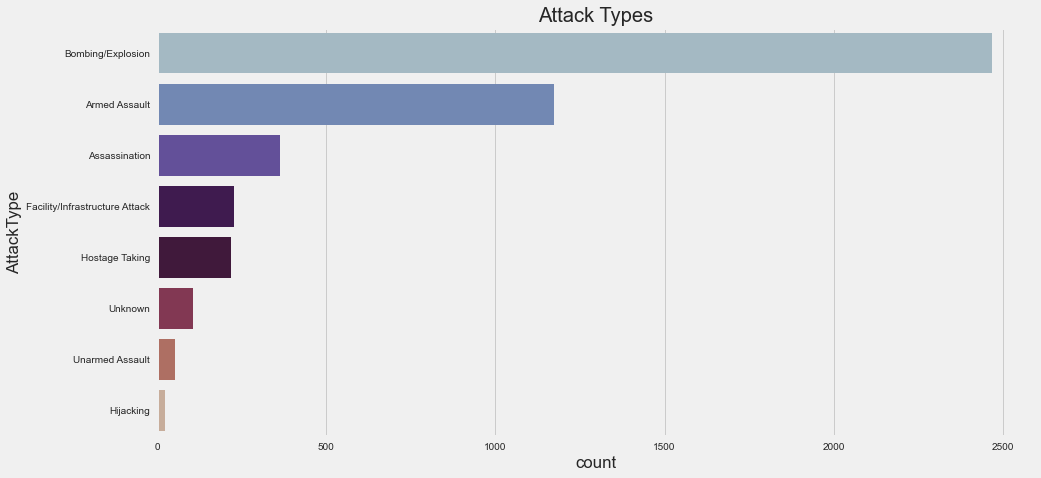 Attack Types
Bombing/Explosion
Armed Assault
Assassination
Facility/Infrastructure Attack
Hostage Taking
Unknown
Unarmed Assault
Hijacking
AttackType
0 500 1000 1500 2000 2500
count